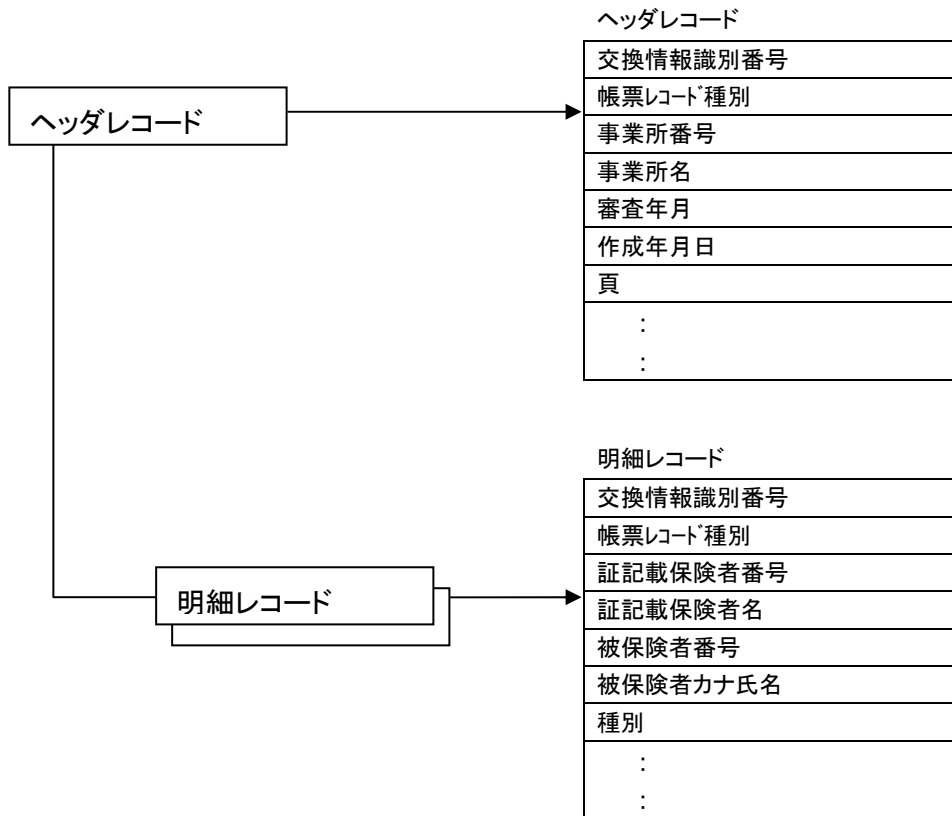 ヘッダレコード
ヘッダレコード
交換情報識別番号
帳票ﾚｺｰﾄﾞ種別
事業所番号
事業所名
審査年月
作成年月日
頁
:
:
明細レコード
明細レコード
交換情報識別番号
帳票ﾚｺｰﾄﾞ種別
証記載保険者番号
証記載保険者名
被保険者番号
被保険者カナ氏名
種別
:
: